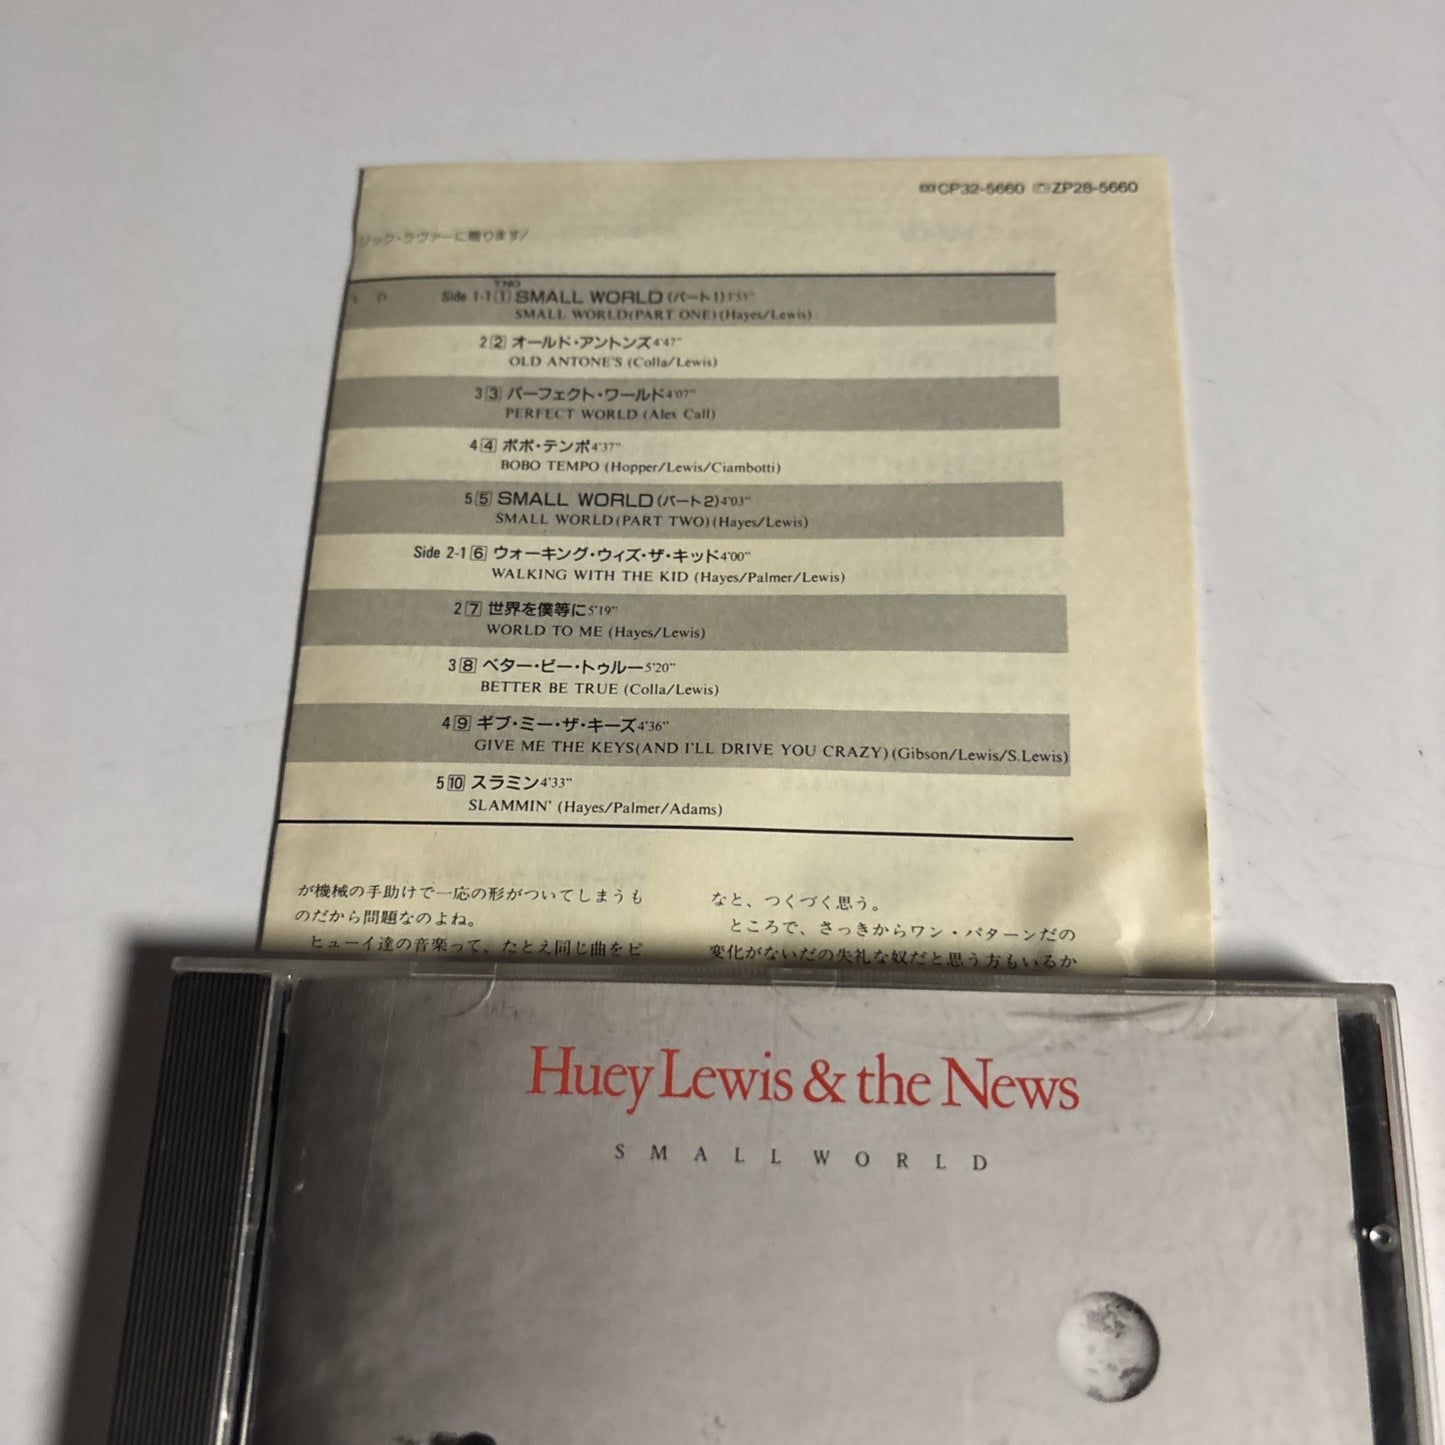 CP32-5660 ZP28-5660
リック・ラヴァーに贈ります!
L D
TNO
Side 1-1 1 SMALL WORLD(パート1)3'55"
SMALL WORLD(PART ONE)(Hayes/Lewis)
2 2 オールド・アントンズ4'47"
OLD ANTONE'S (Colla/Lewis)
3 3 パーフェクト・ワールド4'07"
PERFECT WORLD (Alex Call)
4 4 ボボ・テンポ4'37"
BOBO TEMPO (Hopper/Lewis/Ciambotti)
5 5 SMALL WORLD(パート2)4'03"
SMALL WORLD(PART TWO)(Hayes/Lewis)
Side 2-1 6 ウォーキング・ウィズ・ザ・キッド4'00"
WALKING WITH THE KID (Hayes/Palmer/Lewis)
2 7 世界を僕等に5'19"
WORLD TO ME (Hayes/Lewis)
3 8 ベター・ビー・トゥルー5'20"
BETTER BE TRUE (Colla/Lewis)
4 9 ギブ・ミー・ザ・キーズ4'36"
GIVE ME THE KEYS(AND I'LL DRIVE YOU CRAZY)(Gibson/Lewis/S.Lewis)
5 10 スラミン4'33"
SLAMMIN' (Hayes/Palmer/Adams)
が機械の手助けで一応の形がついてしまうも
のだから問題なのよね。
ヒューイ達の音楽って、たとえ同じ曲をピ
なと、つくづく思う。
ところで、さっきからワン・パターンだの
変化がないだの失礼な奴だと思う方もいるか
Huey Lewis & the News
SMALL WORLD